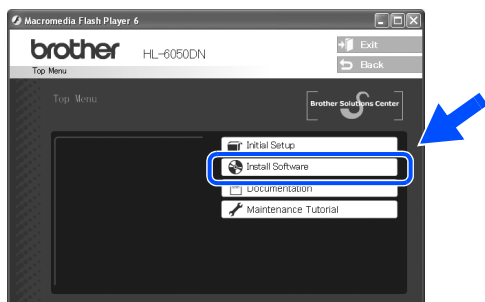 Macromedia Flash Player 6
brother
HL-6050DN
Exit
Back
Top Menu
Top Menu
Brother Solutions Center
Initial Setup
Install Software
Documentation
Maintenance Tutorial